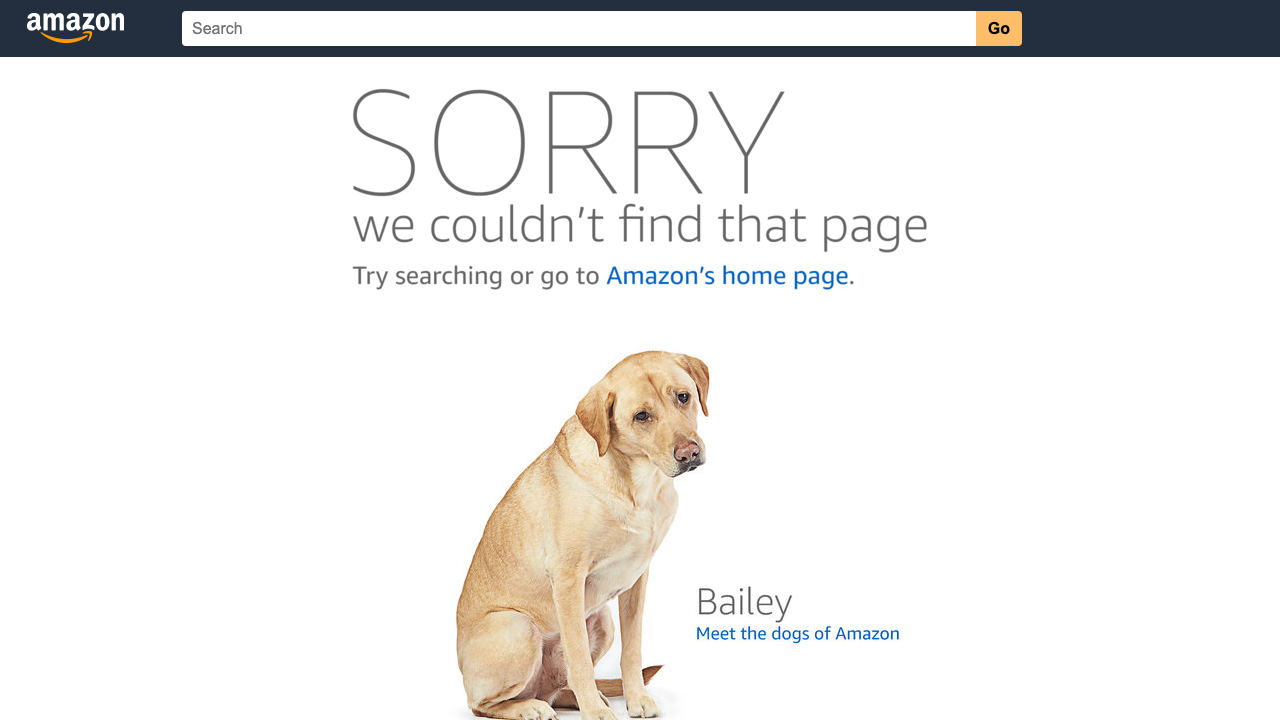 amazon
Search
Go
SORRY
we couldn't find that page
Try searching or go to Amazon's home page.
Bailey
Meet the dogs of Amazon